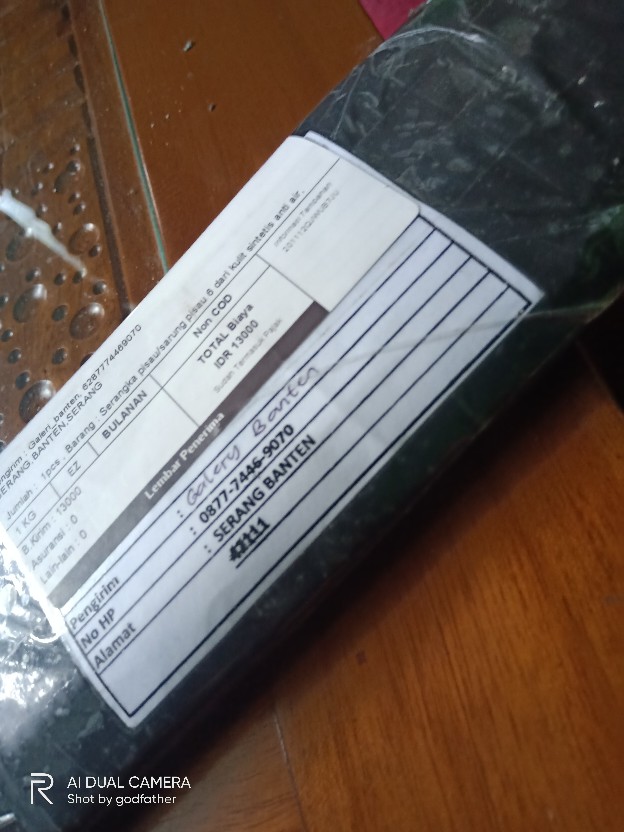 Pengirim : Galeri_banten, 6287774469070
SERANG, BANTEN,SERANG
Jumlah : 1pcs, Barang : Serangka pisau/sarung pisau 6 dari kulit sintetis anti air.
1 KG
EZ
BULANAN
Non COD
B.Kirim : 13000
Asuransi : 0
Lain-lain : 0
TOTAL Biaya
IDR 13000
Sudah Termasuk Pajak
Informasi Tambahan
Lembar Penerima
Pengirim : Galery Banten
No HP : 0877-7446-9070
Alamat : SERANG BANTEN
42111
AI DUAL CAMERA
Shot by godfather